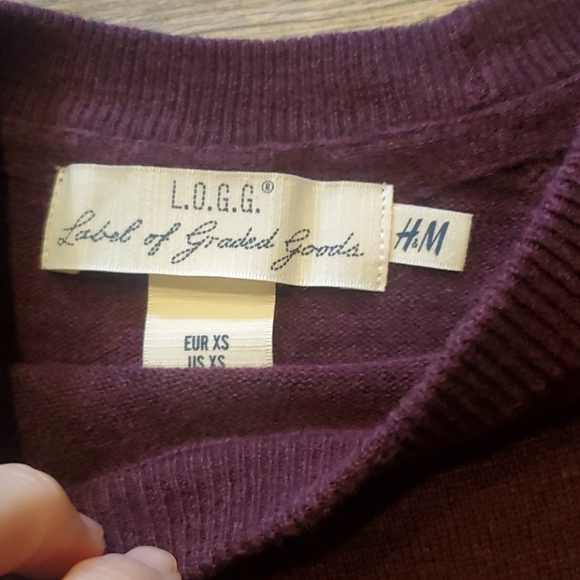 L.O.G.G.®
Label of Graded Goods
H&M
EUR XS
US XS